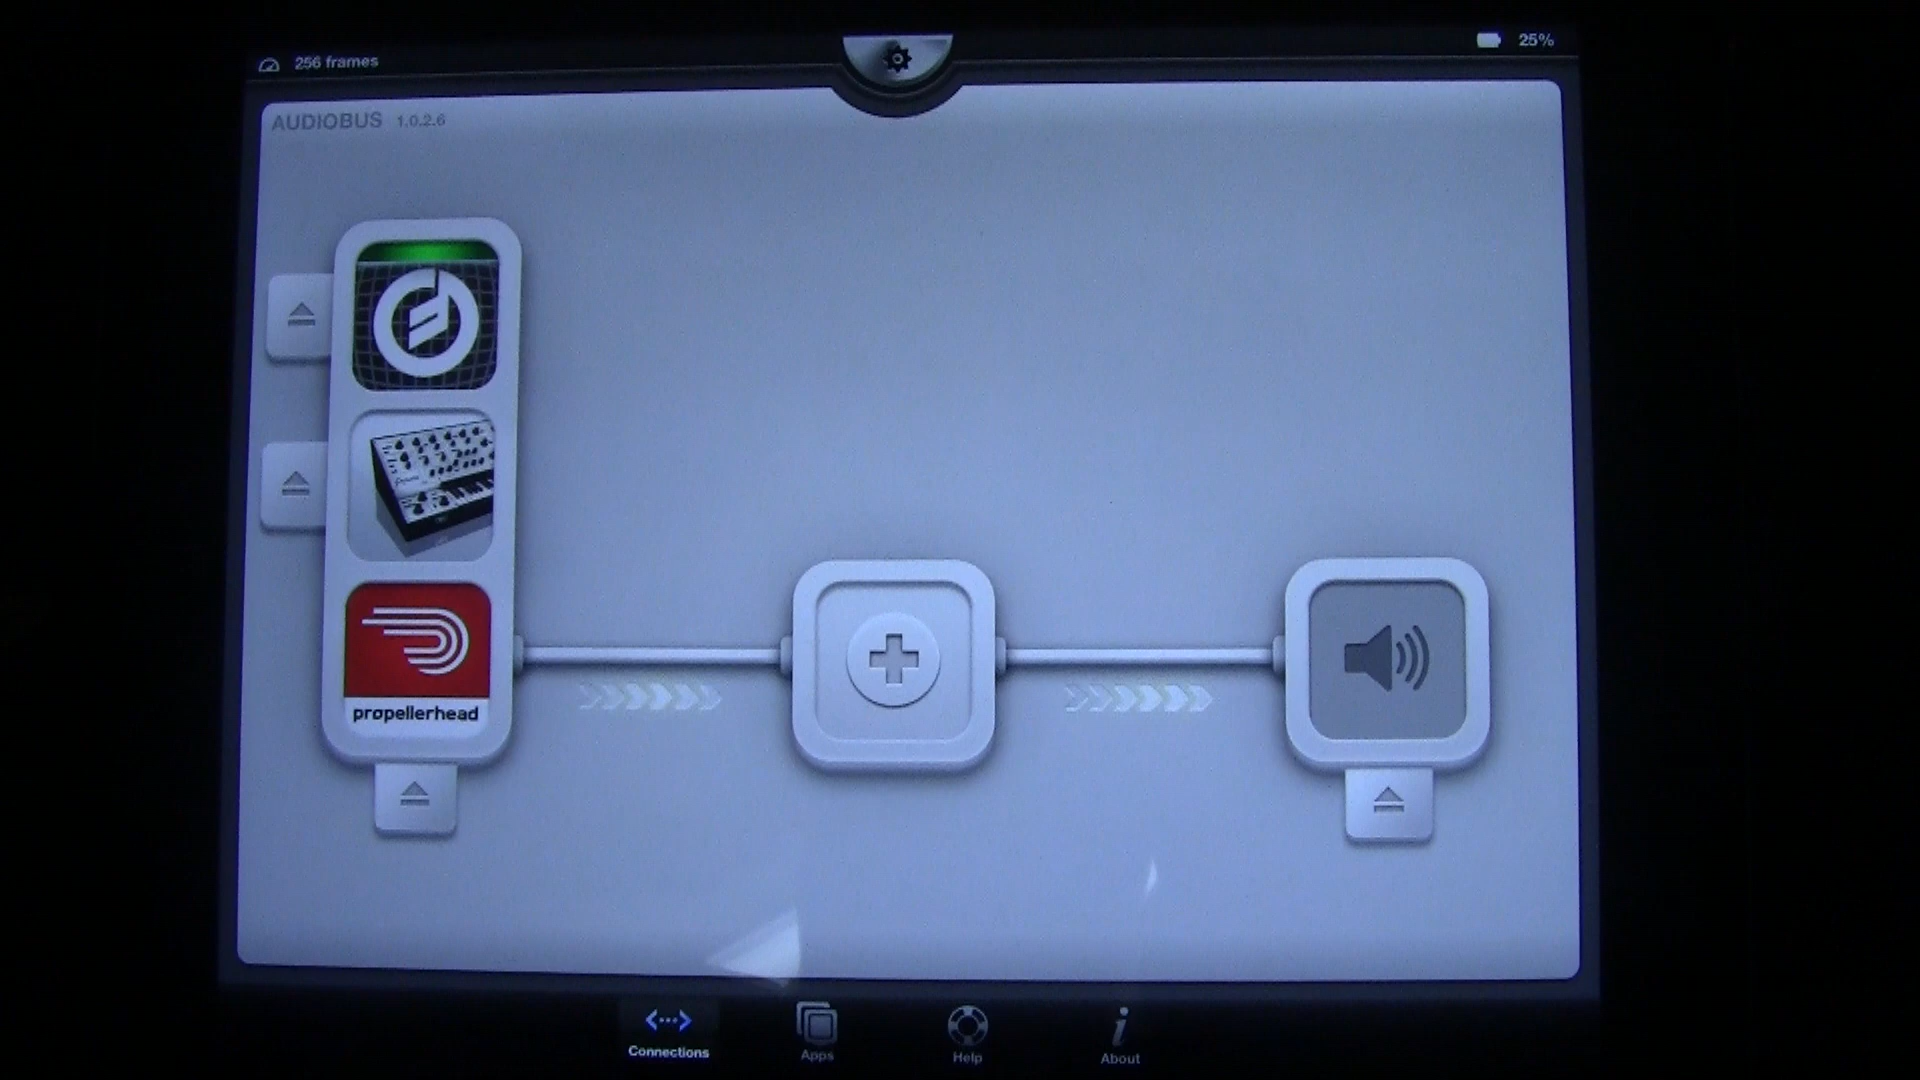 256 frames
25%
AUDIOBUS 1.0.2.6
propellerhead
Connections
Apps
Help
About